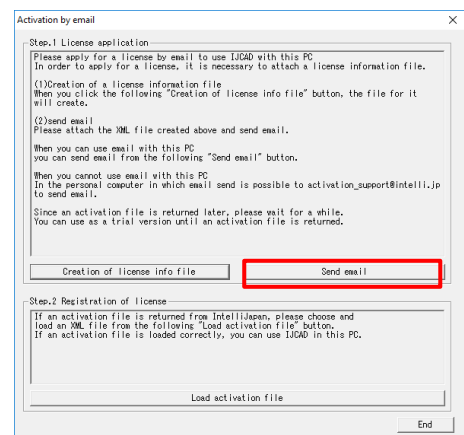 Activation by email
Step.1 License application
Please apply for a license by email to use IJCAD with this PC
In order to apply for a license, it is necessary to attach a license information file.
(1)Creation of a license information file
When you click the following "Creation of license info file" button, the file for it
will create.
(2)send email
Please attach the XML file created above and send email.
When you can use email with this PC
you can send email from the following "Send email" button.
When you cannot use email with this PC
In the personal computer in which email send is possible to activation_support@intelli.jp
to send email.
Since an activation file is returned later, please wait for a while.
You can use as a trial version until an activation file is returned.
Creation of license info file
Send email
Step.2 Registration of license
If an activation file is returned from IntelliJapan, please choose and
load an XML file from the following "Load activation file" button.
If an activation file is loaded correctly, you can use IJCAD in this PC.
Load activation file
End